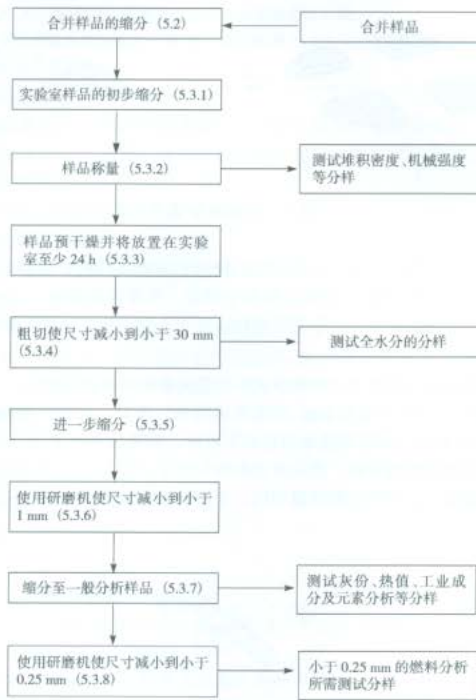 合并样品的缩分（5.2）
合并样品
实验室样品的初步缩分（5.3.1）
样品称量（5.3.2）
测试堆积密度、机械强度
等分样
样品预干燥并将放置在实验
室至少 24 h（5.3.3）
粗切使尺寸减小到小于 30 mm
（5.3.4）
测试全水分的分样
进一步缩分（5.3.5）
使用研磨机使尺寸减小到小于
1 mm（5.3.6）
缩分至一般分析样品（5.3.7）
测试灰份、热值、工业成
分及元素分析等分样
使用研磨机使尺寸减小到小于
0.25 mm（5.3.8）
小于 0.25 mm 的燃料分析
所需测试分样